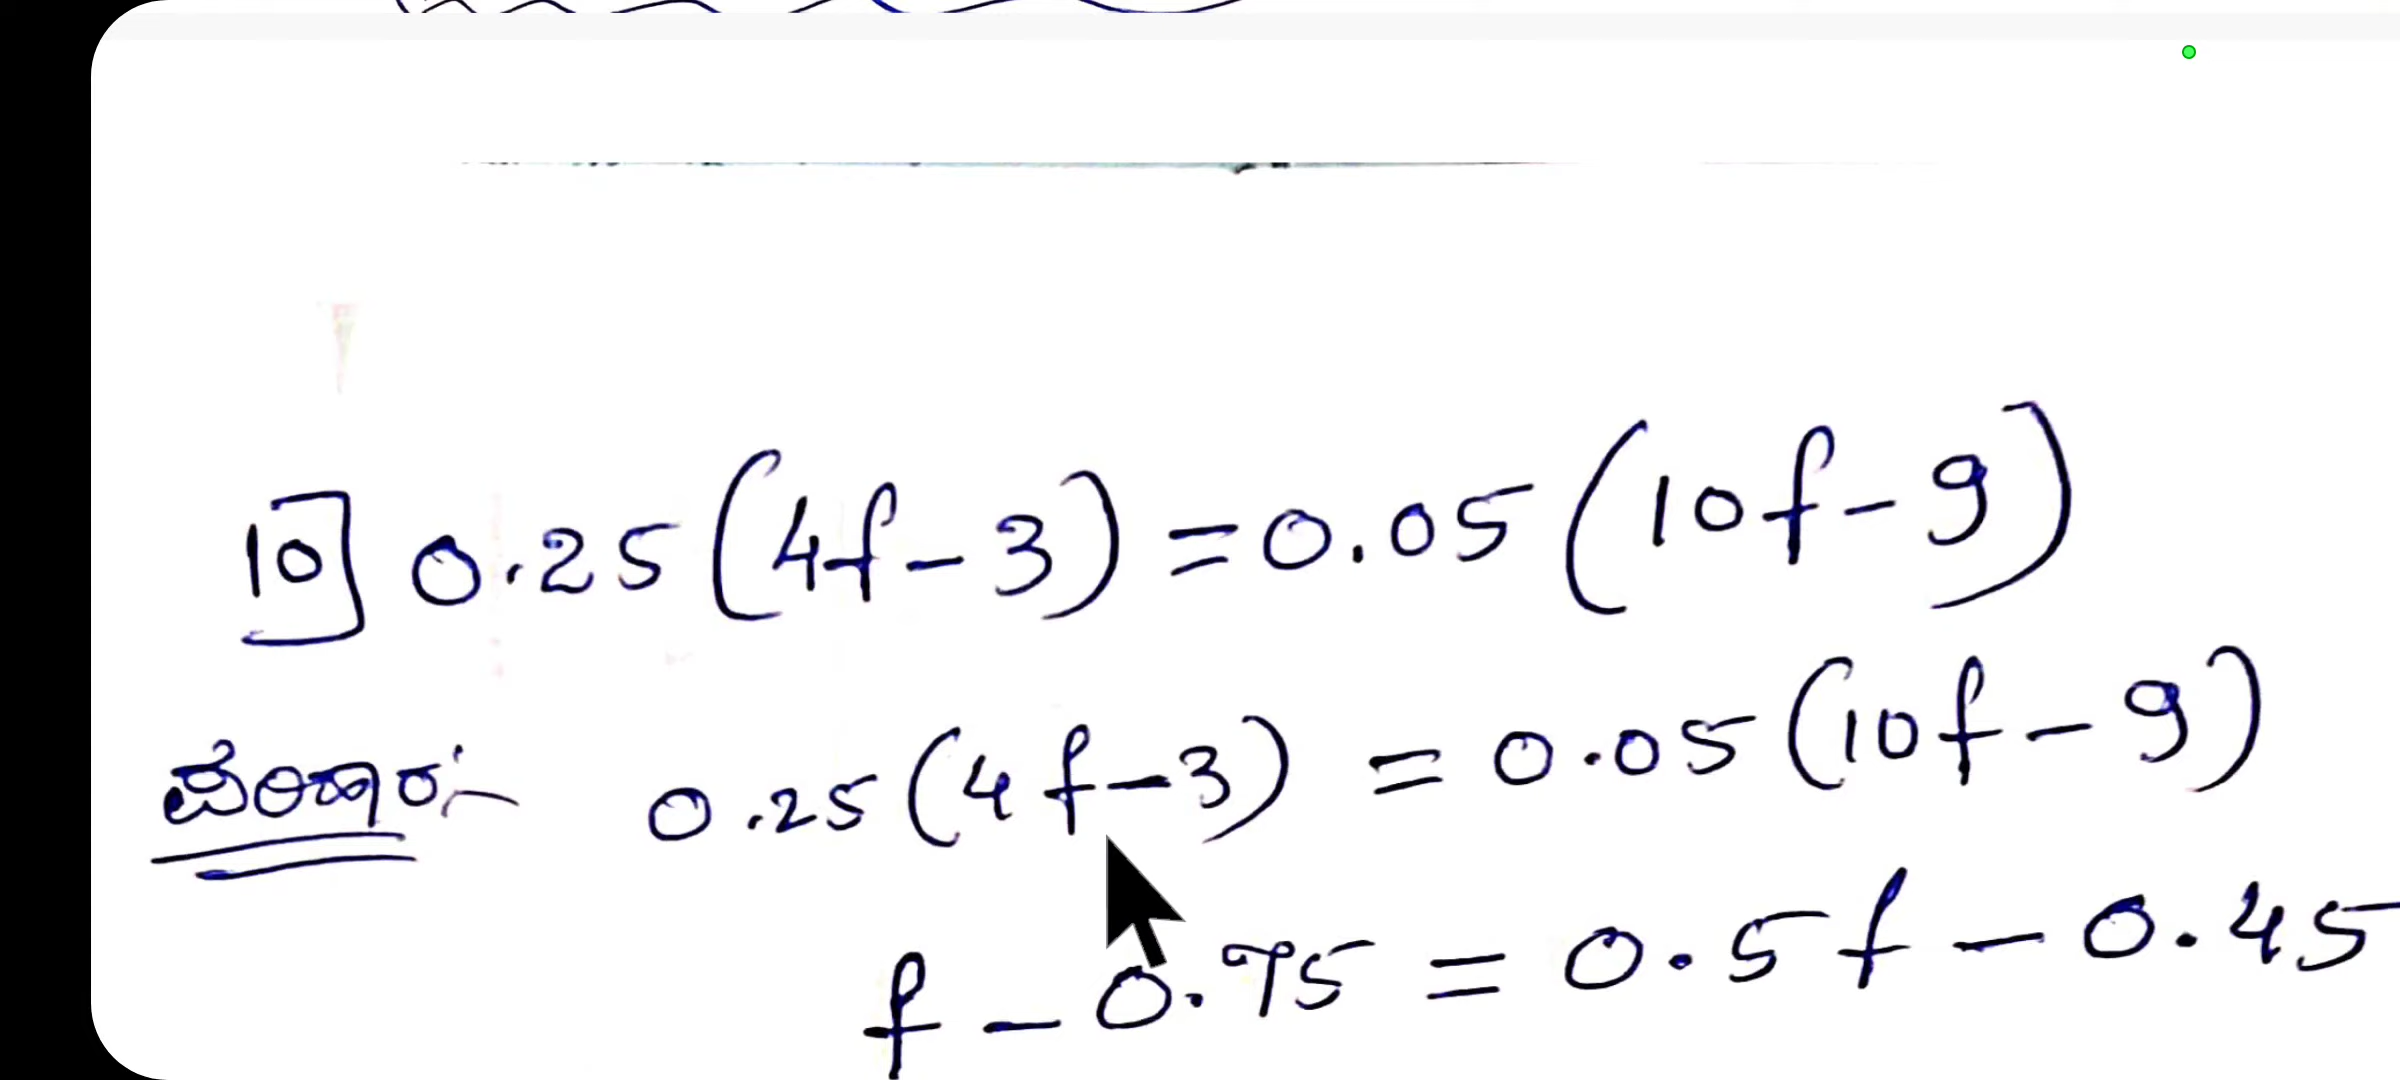 10] 0.25(4f-3)=0.05(10f-9)
ಪರಿಹಾರ:- 0.25(4f-3) = 0.05(10f-9)
f-0.75 = 0.5f-0.45